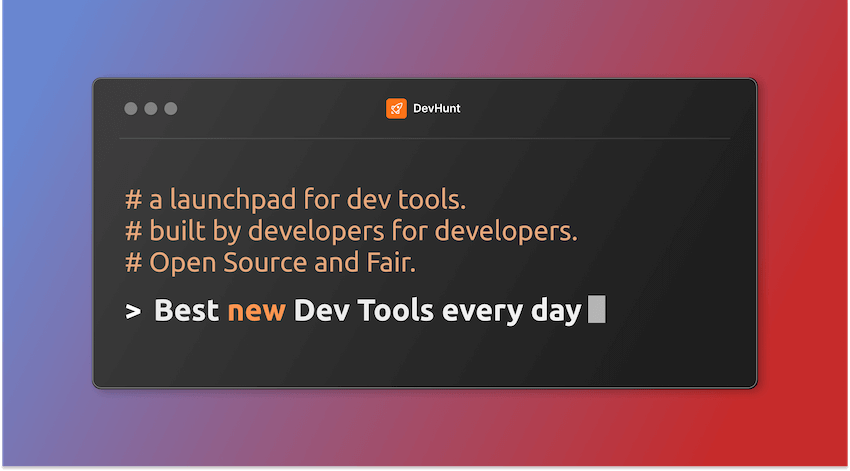 DevHunt
# a launchpad for dev tools.
# built by developers for developers.
# Open Source and Fair.
> Best new Dev Tools every day